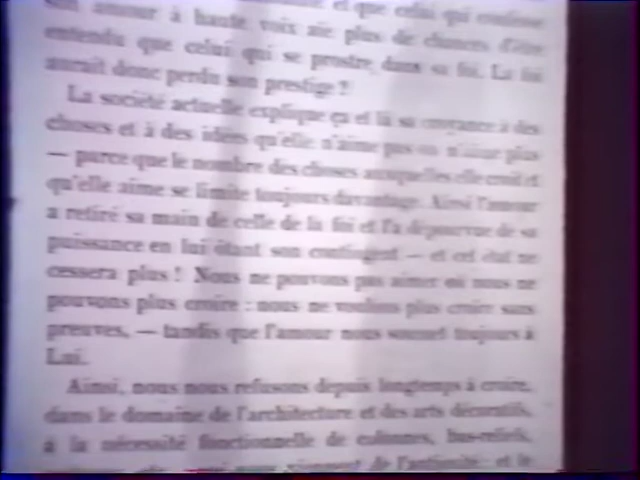 son amour à haute voix aie plus de chances d'être
entendu que celui qui se prostre dans sa foi. La foi
aurait donc perdu son prestige ?
La société actuelle explique ça et là sa croyance à des
choses et à des idées qu'elle n'aime pas ou n'aime plus
— parce que le nombre des choses auxquelles elle croit et
qu'elle aime se limite toujours davantage. Ainsi l'amour
a retiré sa main de celle de la foi et l'a dépourvue de sa
puissance en lui ôtant son contingent — et cet état ne
cessera plus ! Nous ne pouvons pas aimer où nous ne
pouvons plus croire : nous ne voulons plus croire sans
preuves, — tandis que l'amour nous soumet toujours à
Lui.
Ainsi, nous nous refusons depuis longtemps à croire,
dans le domaine de l'architecture et des arts décoratifs,
à la nécessité fonctionnelle de colonnes, bas-reliefs,
de l'antiquité : et le